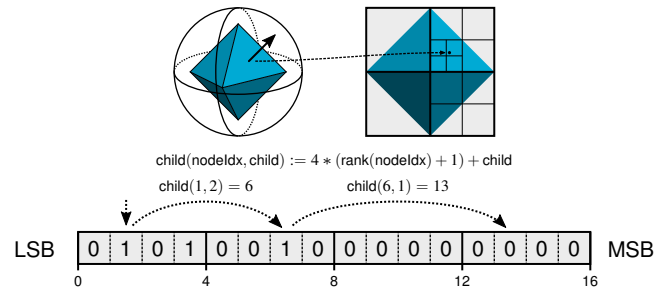 child(nodeIdx, child) := 4 * (rank(nodeIdx) + 1) + child
child(1, 2) = 6 child(6, 1) = 13
LSB 0 1 0 1 0 0 1 0 0 0 0 0 0 0 0 0 MSB
0 4 8 12 16